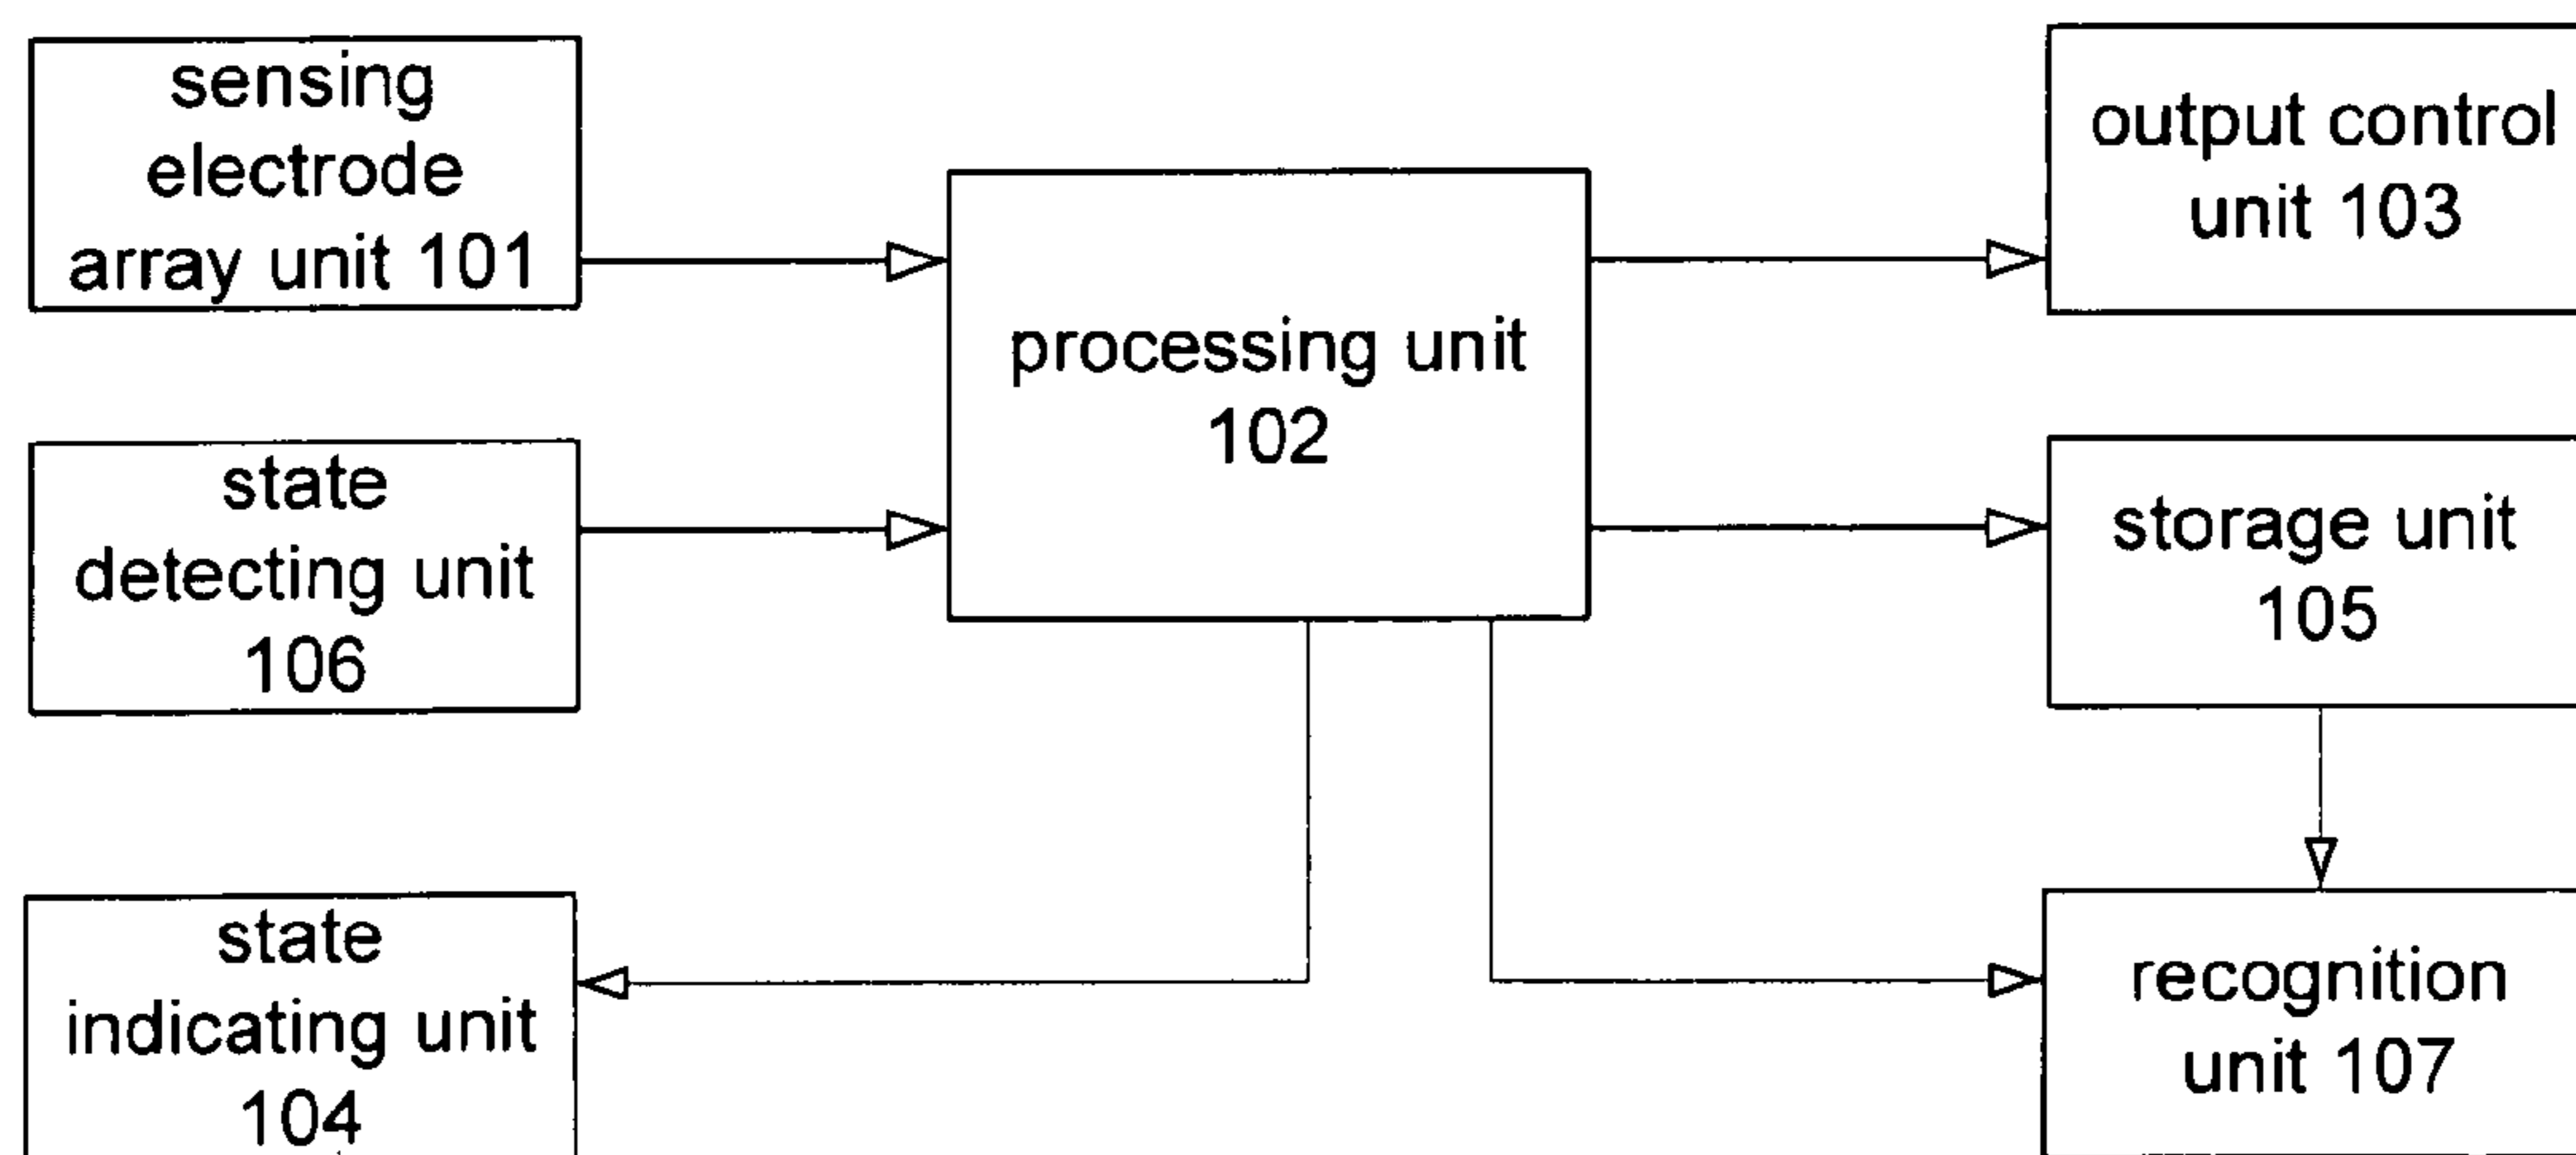 sensing
electrode
array unit 101
processing unit
102
output control
unit 103
state
detecting unit
106
storage unit
105
state
indicating unit
104
recognition
unit 107